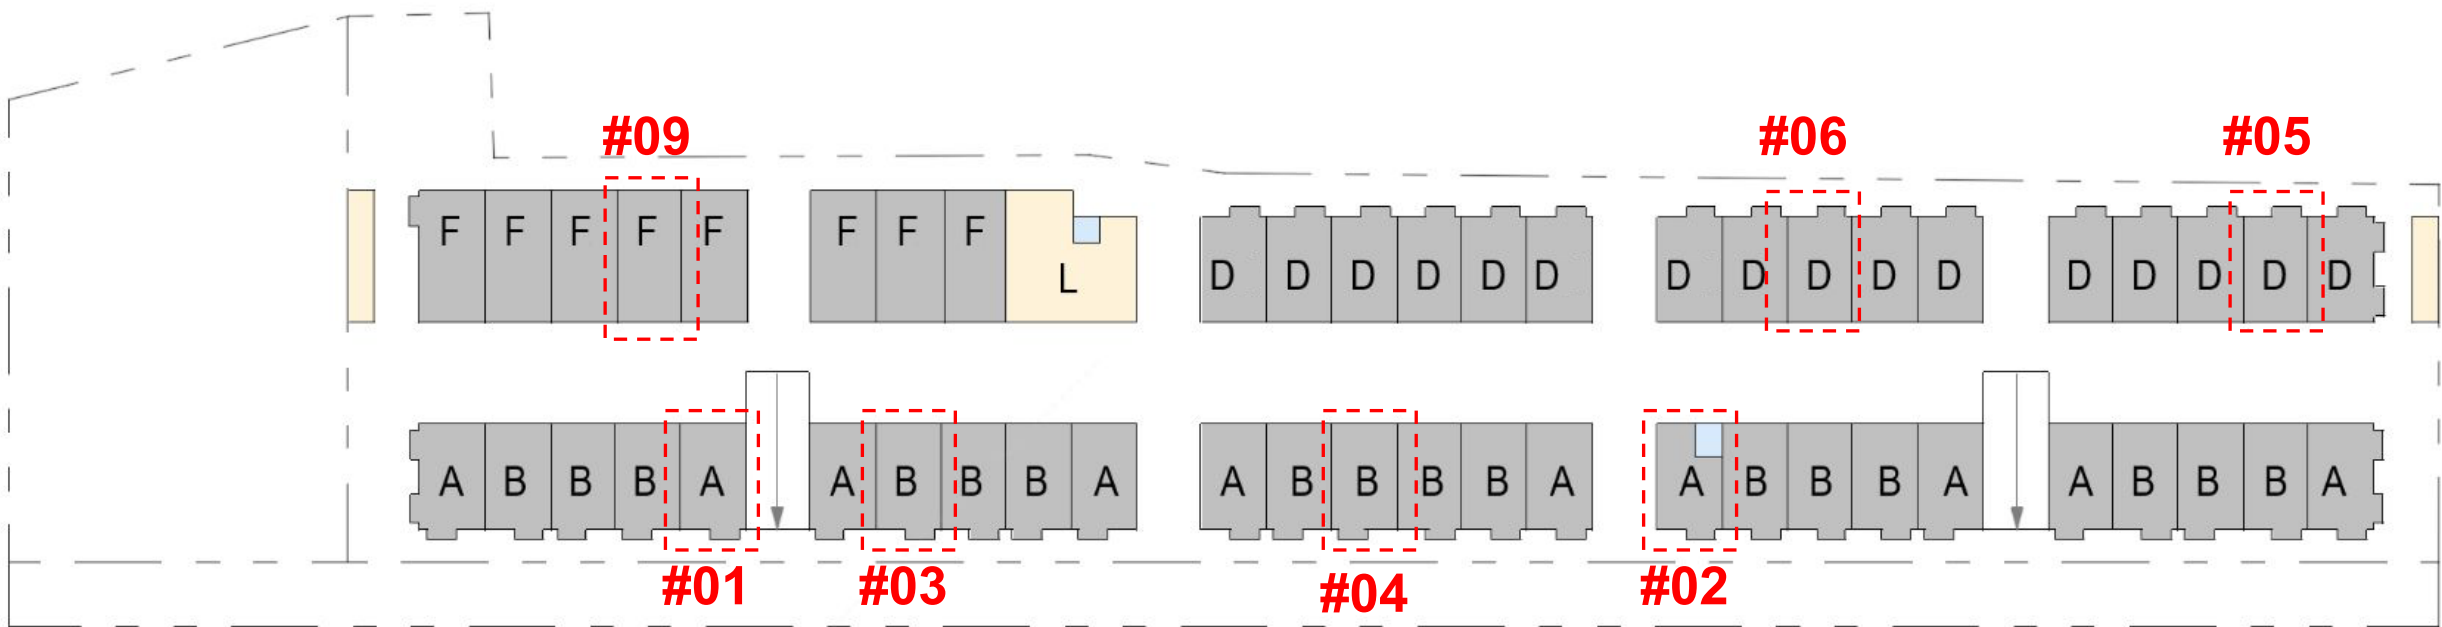 #09 #06 #05
F F F F F F F F
L D D D D D D D D D D D D D D D D
A B B B A A B B B A A B B B B A A B B B A A B B B A
#01 #03 #04 #02